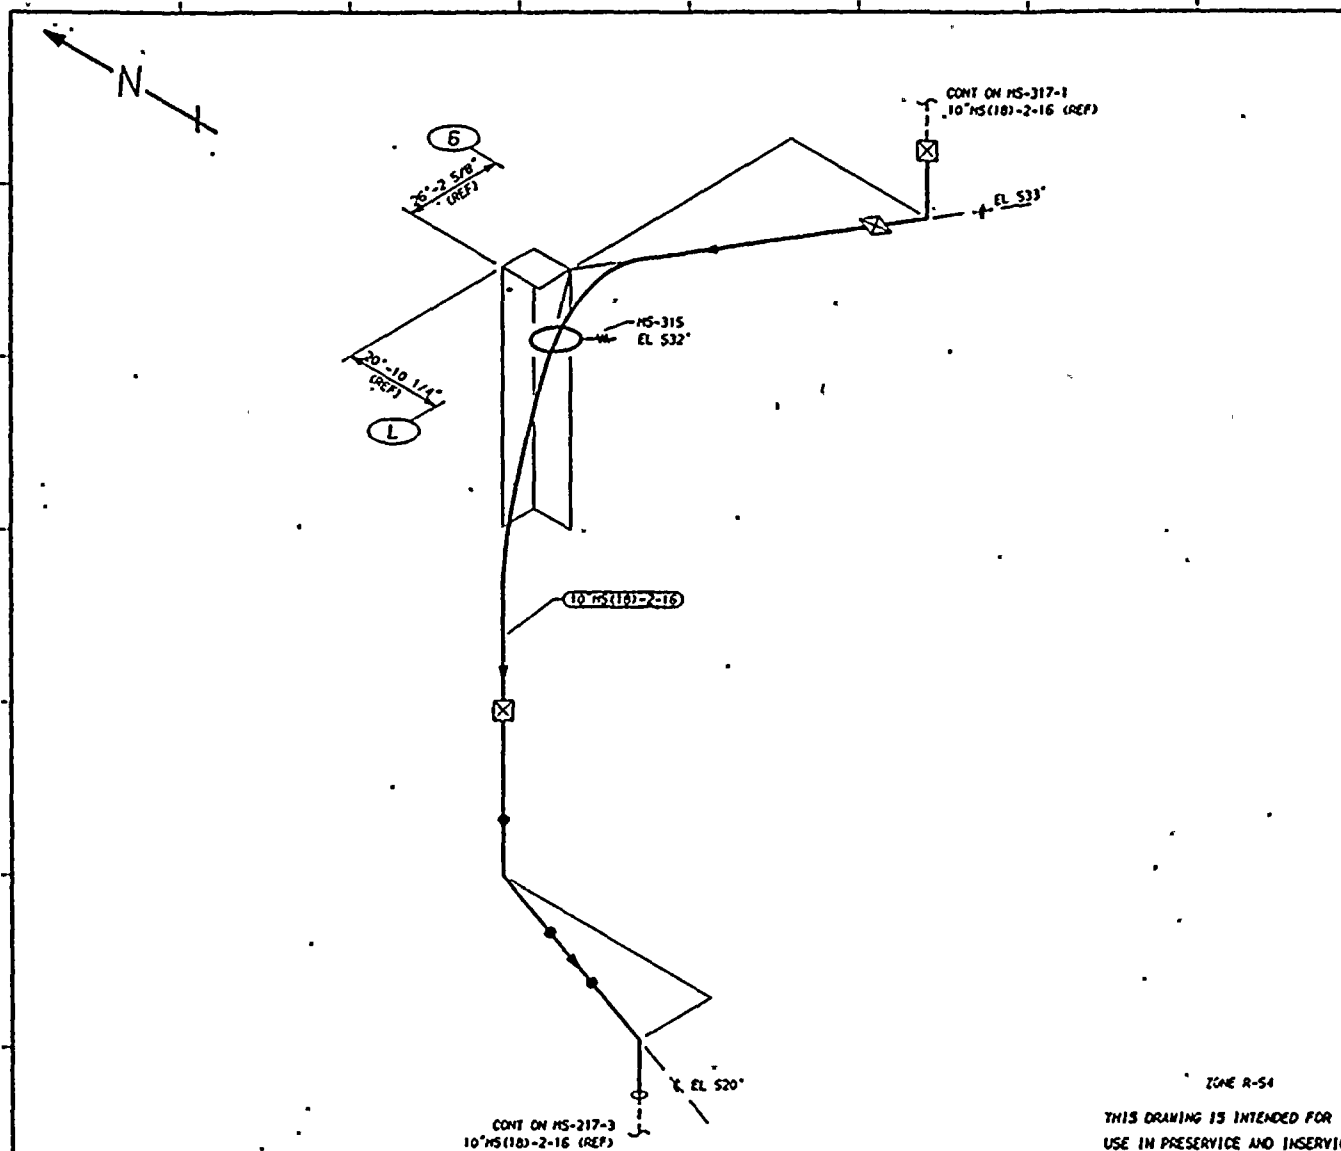 N
CONT ON MS-317-1
10"MS(18)-2-16 (REF)
6
26'-2 5/8"
(REF)
EL 533'
MS-315
EL 532'
20'-10 1/4"
(REF)
L
10"MS(18)-2-16
℄ EL 520'
CONT ON MS-217-3
10"MS(18)-2-16 (REF)
ZONE R-54
THIS DRAWING IS INTENDED FOR
USE IN PRESERVICE AND INSERVIC